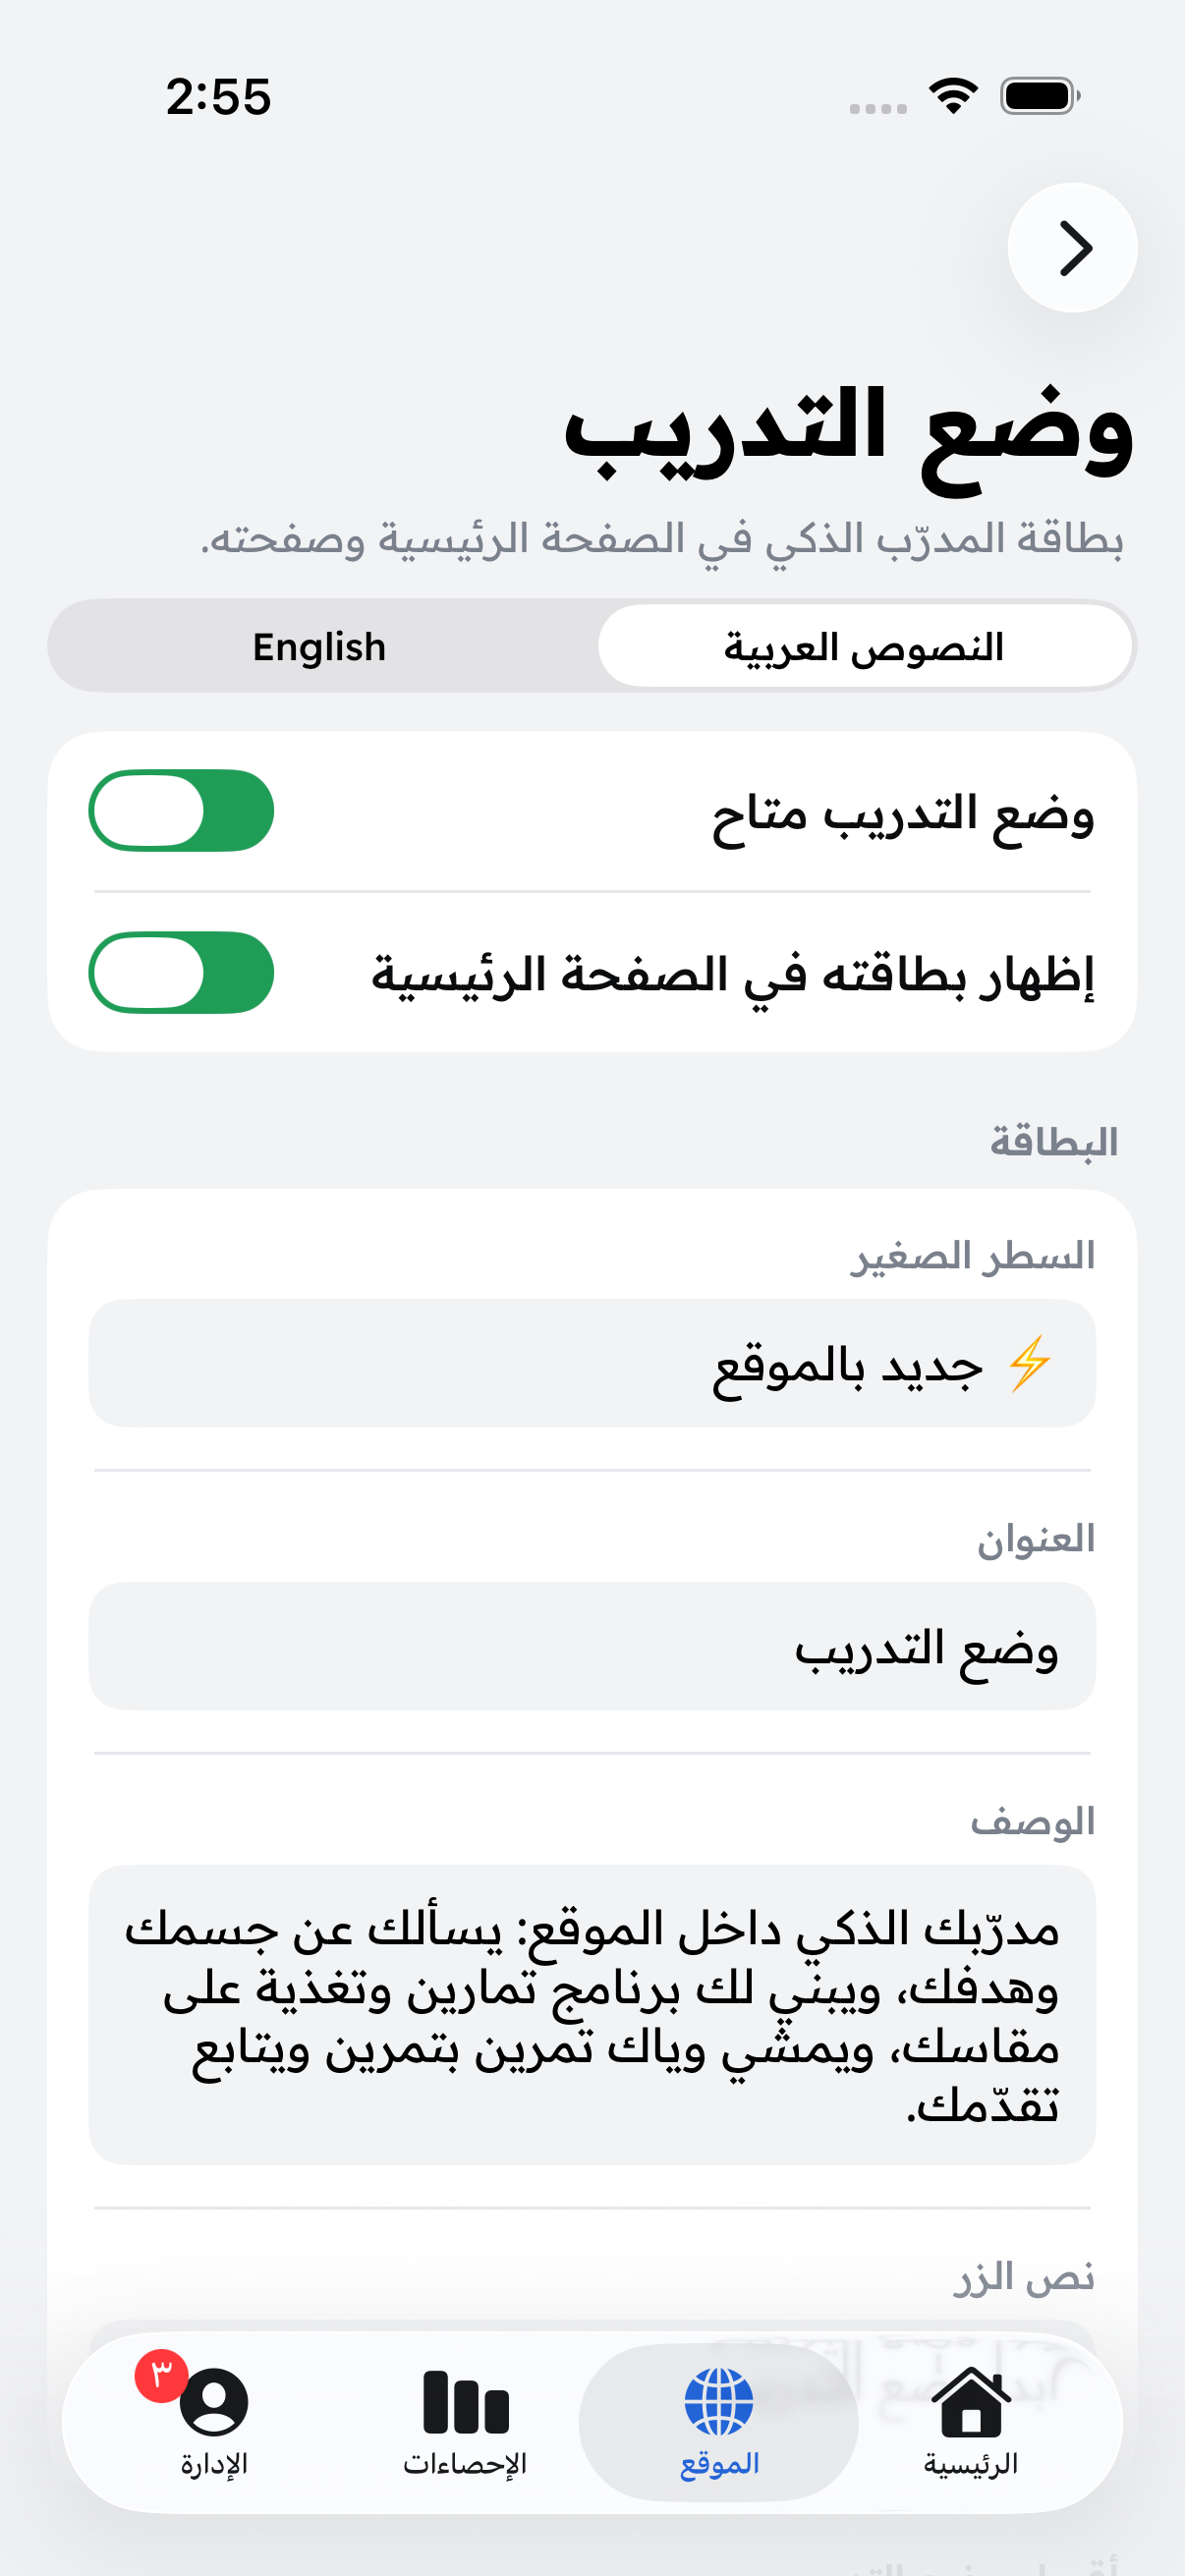 2:55
وضع التدريب
بطاقة المدرّب الذكي في الصفحة الرئيسية وصفحته.
النصوص العربية
English
وضع التدريب متاح
إظهار بطاقته في الصفحة الرئيسية
البطاقة
السطر الصغير
⚡ جديد بالموقع
العنوان
وضع التدريب
الوصف
مدرّبك الذكي داخل الموقع: يسألك عن جسمك
وهدفك، ويبني لك برنامج تمارين وتغذية على
مقاسك، ويمشي وياك تمرين بتمرين ويتابع
تقدّمك.
نص الزر
الرئيسية
الموقع
الإحصاءات
٣
الإدارة